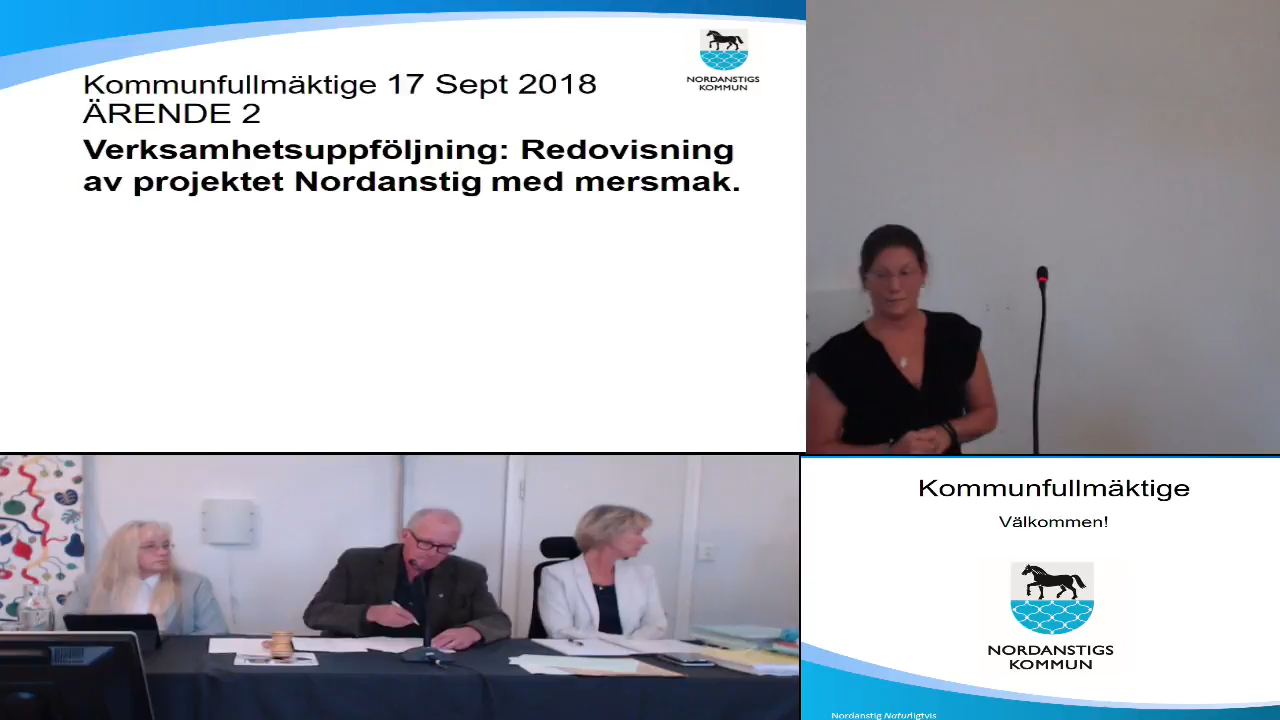 Kommunfullmäktige 17 Sept 2018
ÄRENDE 2
Verksamhetsuppföljning: Redovisning
av projektet Nordanstig med mersmak.
NORDANSTIGS
KOMMUN
Kommunfullmäktige
Välkommen!
NORDANSTIGS
KOMMUN
Nordanstig Naturligtvis